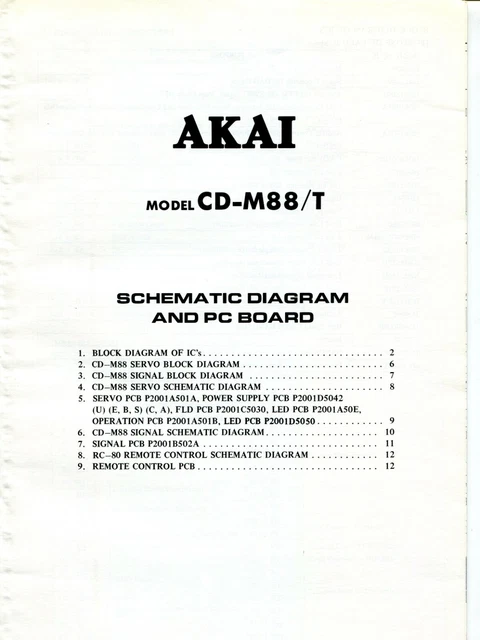 AKAI
MODEL CD-M88/T
SCHEMATIC DIAGRAM
AND PC BOARD
1. BLOCK DIAGRAM OF IC's . . . . . . . . . . . . . . . . . . . . . . . . . . . . . . 2
2. CD-M88 SERVO BLOCK DIAGRAM . . . . . . . . . . . . . . . . . . . . . . . 6
3. CD-M88 SIGNAL BLOCK DIAGRAM . . . . . . . . . . . . . . . . . . . . . . 7
4. CD-M88 SERVO SCHEMATIC DIAGRAM . . . . . . . . . . . . . . . . . . . 8
5. SERVO PCB P2001A501A, POWER SUPPLY PCB P2001D5042
(U) (E, B, S) (C, A), FLD PCB P2001C5030, LED PCB P2001A50E,
OPERATION PCB P2001A501B, LED PCB P2001D5050 . . . . . . . . . . . 9
6. CD-M88 SIGNAL SCHEMATIC DIAGRAM . . . . . . . . . . . . . . . . . . . 10
7. SIGNAL PCB P2001B502A . . . . . . . . . . . . . . . . . . . . . . . . . . . . . 11
8. RC-80 REMOTE CONTROL SCHEMATIC DIAGRAM . . . . . . . . . . . . 12
9. REMOTE CONTROL PCB . . . . . . . . . . . . . . . . . . . . . . . . . . . . . . 12